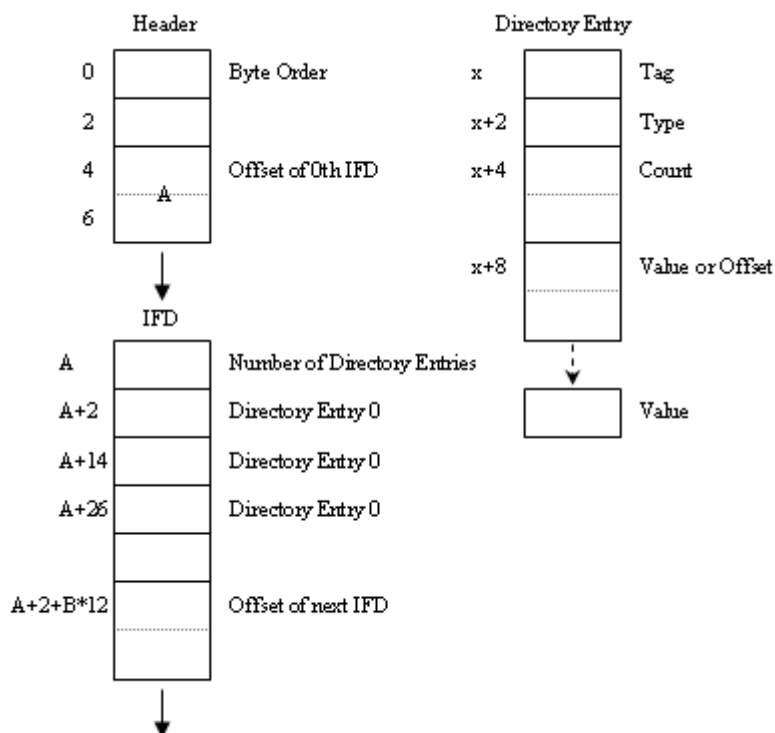 Header
0 Byte Order
2
4 Offset of 0th IFD
A
6
IFD
A Number of Directory Entries
A+2 Directory Entry 0
A+14 Directory Entry 0
A+26 Directory Entry 0
A+2+B*12 Offset of next IFD
Directory Entry
x Tag
x+2 Type
x+4 Count
x+8 Value or Offset
Value